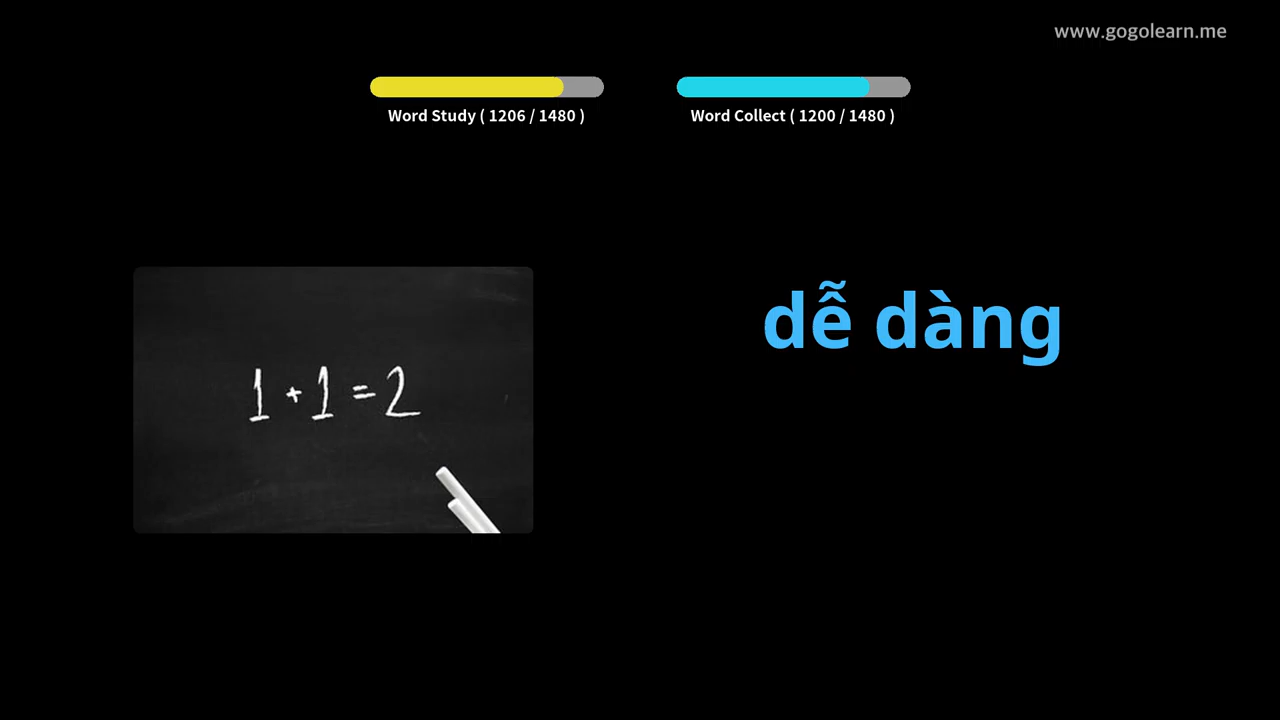 www.gogolearn.me
Word Study ( 1206 / 1480 )
Word Collect ( 1200 / 1480 )
dễ dàng
1 + 1 = 2